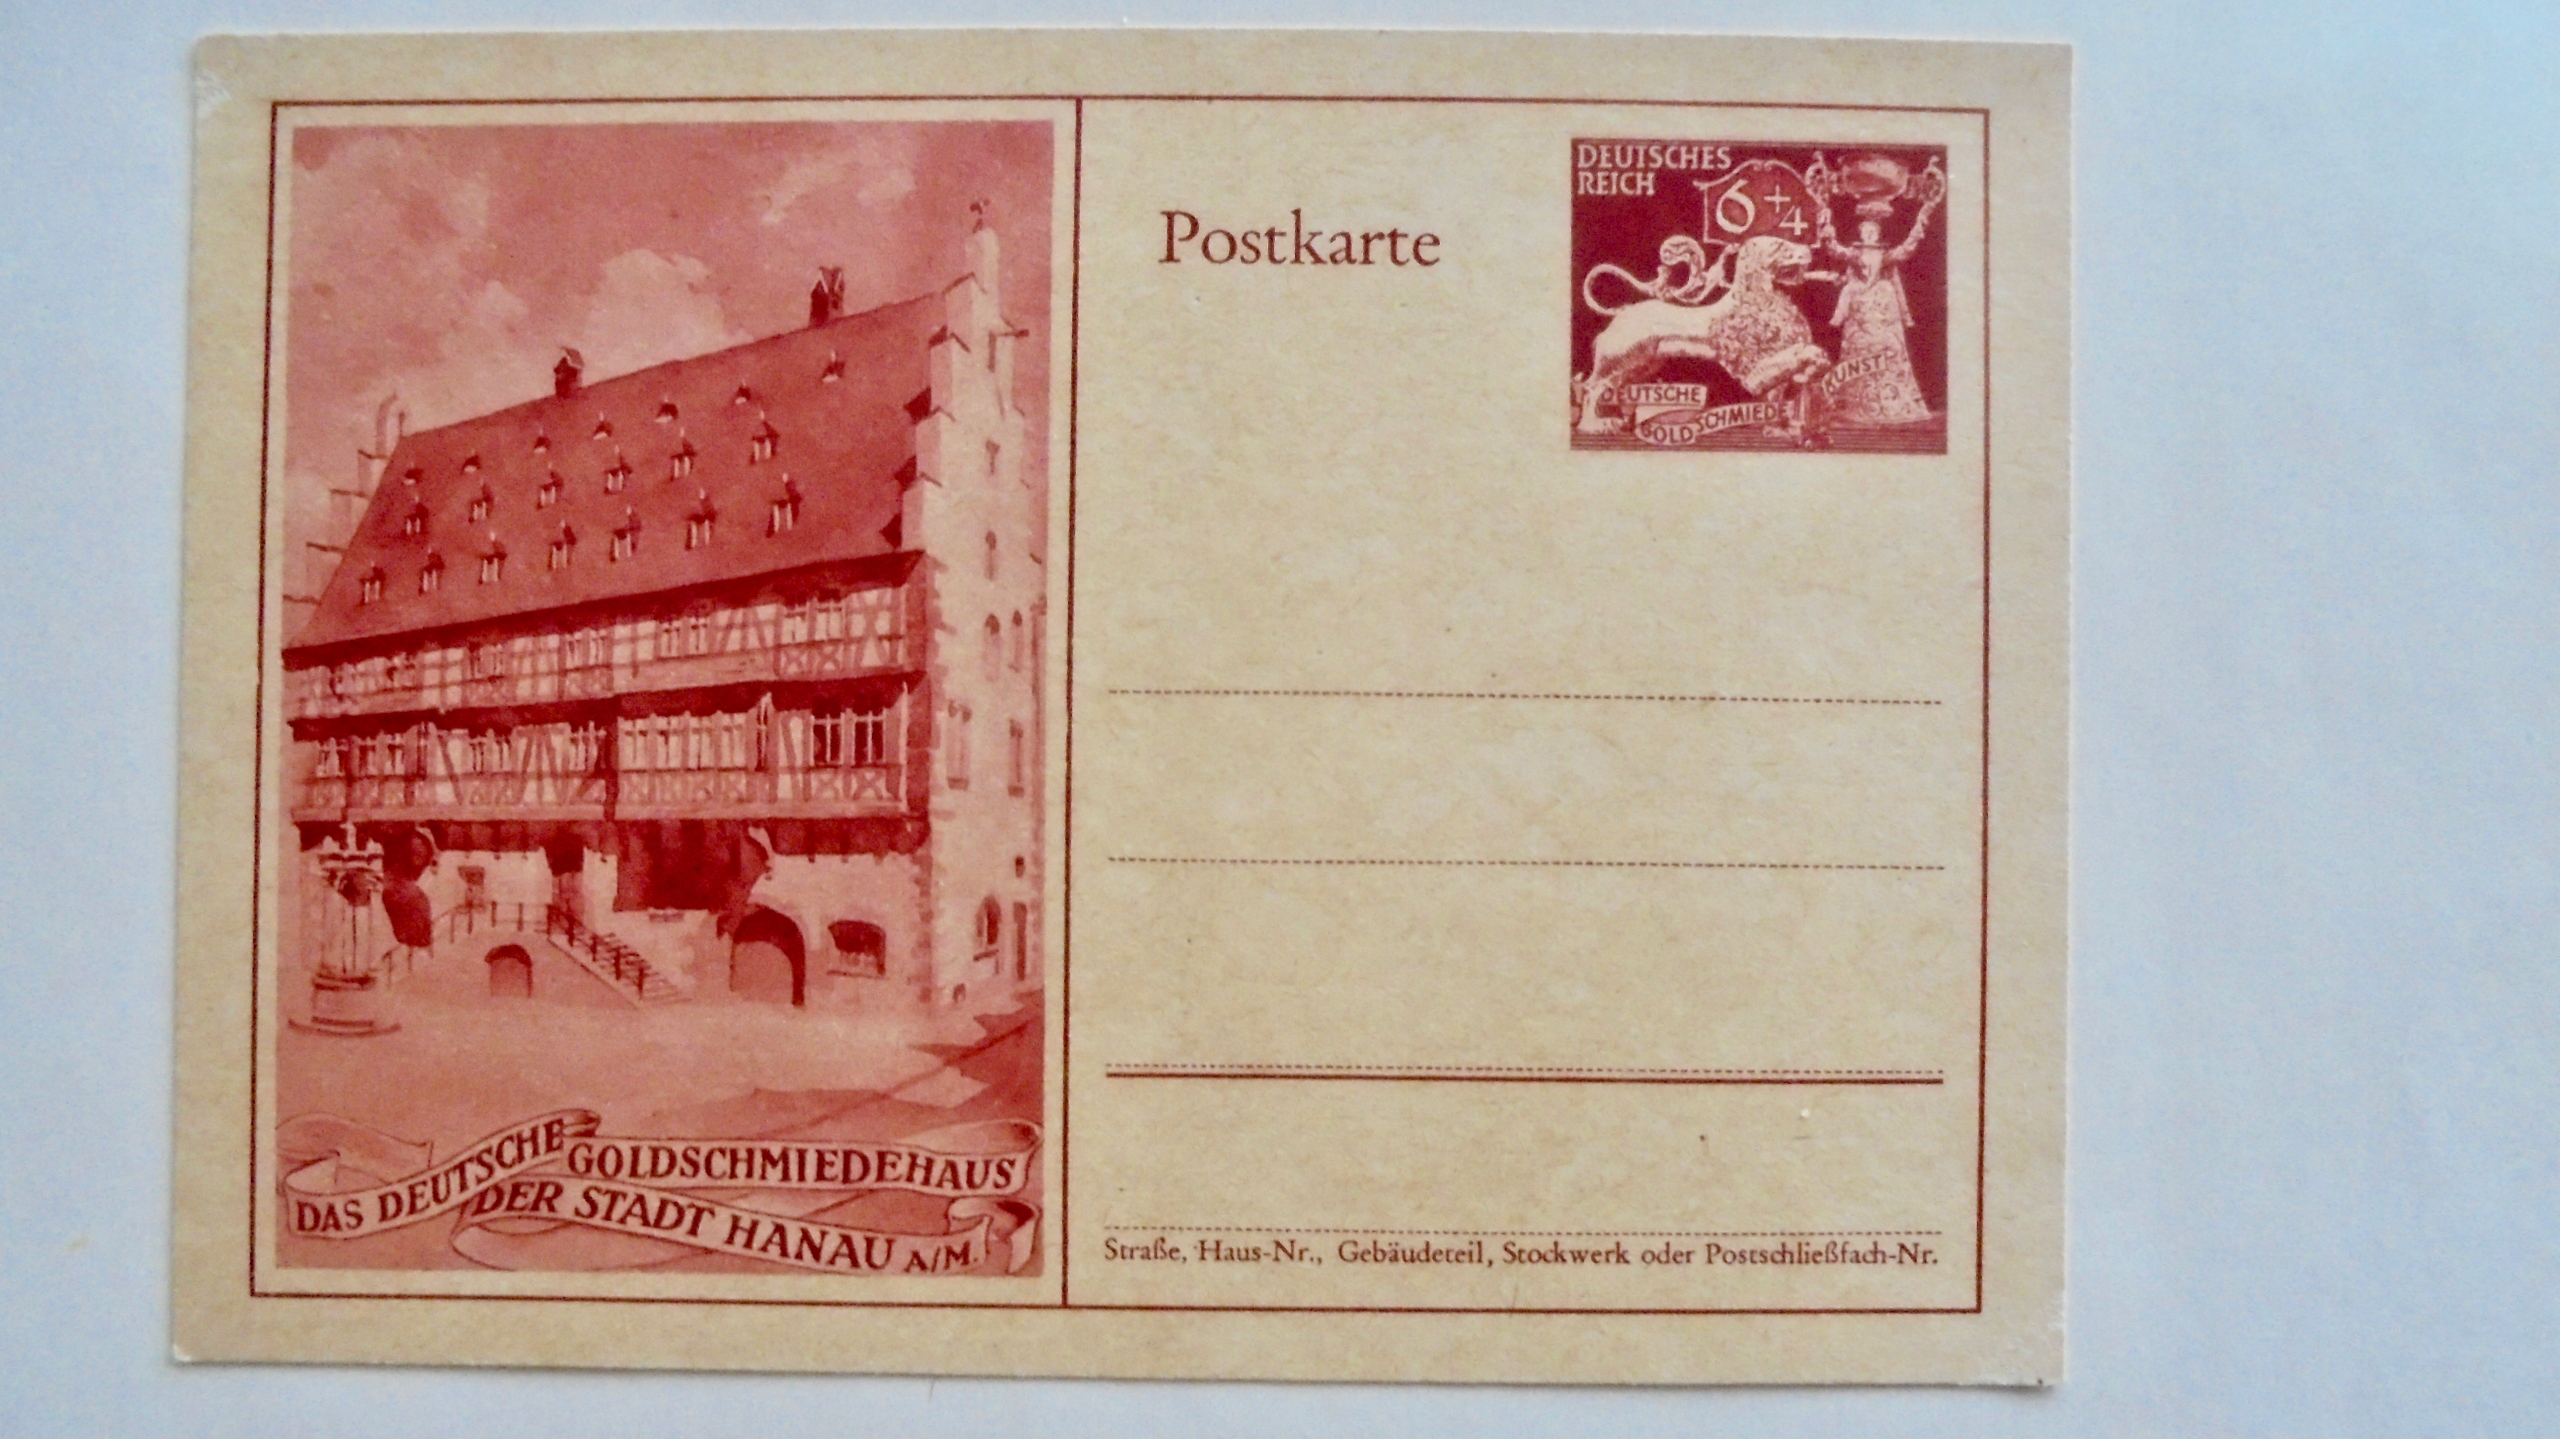 Postkarte
DEUTSCHES
REICH
6+4
DEUTSCHE
GOLDSCHMIEDE
KUNST
DAS DEUTSCHE GOLDSCHMIEDEHAUS
DER STADT HANAU A/M.
Straße, Haus-Nr., Gebäudeteil, Stockwerk oder Postschließfach-Nr.